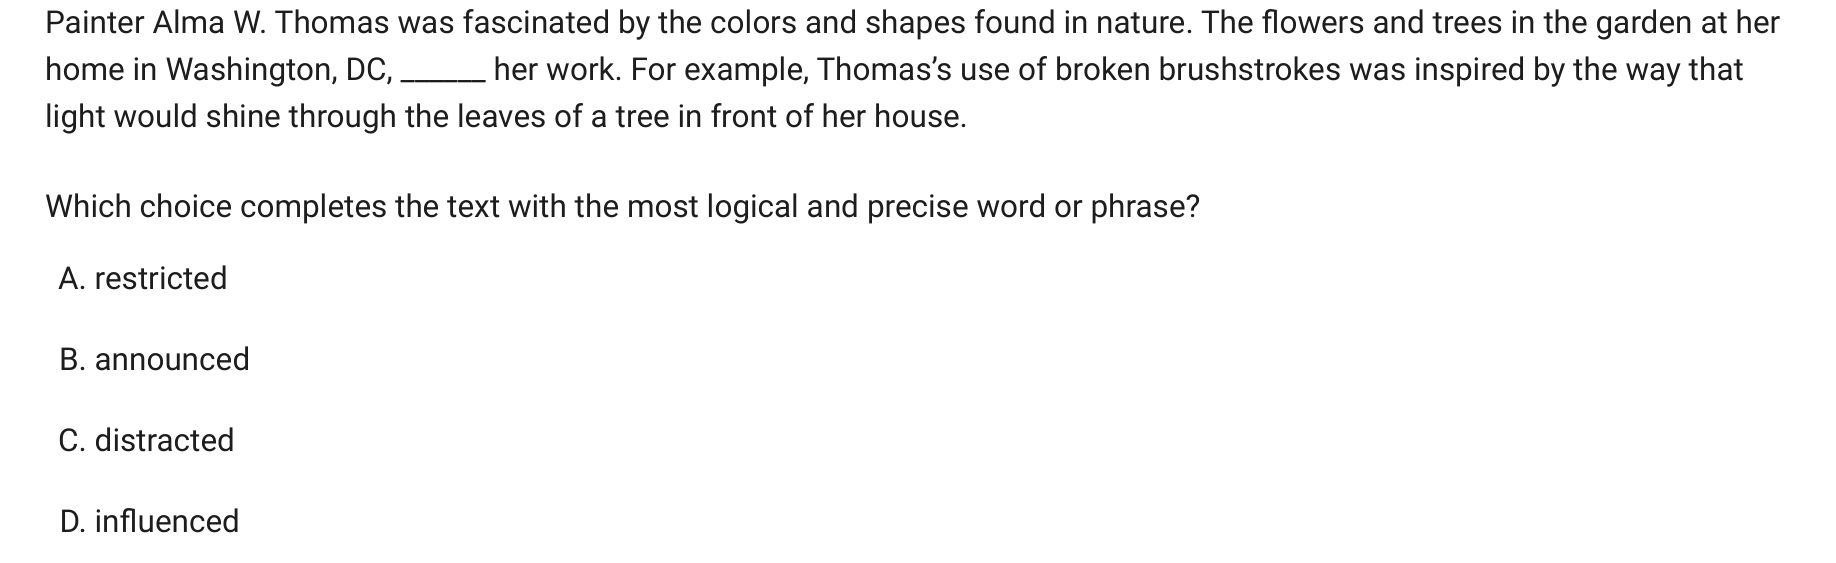 Painter Alma W. Thomas was fascinated by the colors and shapes found in nature. The flowers and trees in the garden at her
home in Washington, DC, ______ her work. For example, Thomas’s use of broken brushstrokes was inspired by the way that
light would shine through the leaves of a tree in front of her house.
Which choice completes the text with the most logical and precise word or phrase?
A. restricted
B. announced
C. distracted
D. influenced